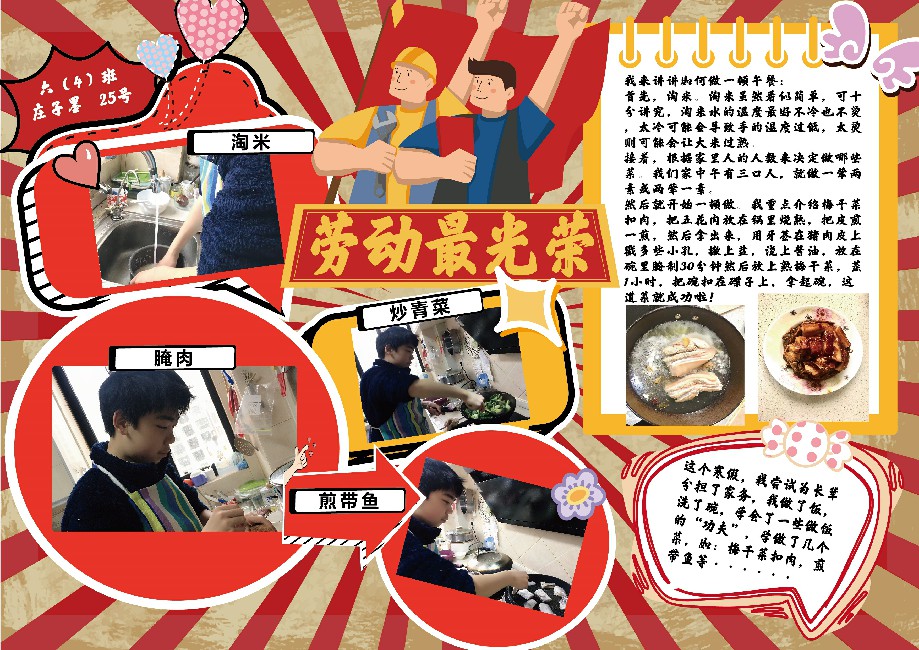 六（4）班
庄子墨 25号
淘米
劳动最光荣
炒青菜
腌肉
煎带鱼
我来讲讲如何做一顿午餐：
首先，淘米。淘米虽然看似简单，可十
分讲究，淘米水的温度最好不冷也不烫
，太冷可能会导致手的温度过低，太烫
则可能会让大米过熟。
接着，根据家里人的人数来决定做哪些
菜。我们家中午有三口人，就做一荤两
素或两荤一素。
然后就开始一顿做。我重点介绍梅干菜
扣肉，把五花肉放在锅里烧熟，把皮煎
一煎，然后拿出来，用牙签在猪肉皮上
戳多些小孔，撒上盐，浇上酱油，放在
碗里腌制30分钟然后放上熟梅干菜，蒸
1小时，把碗扣在碟子上，拿起碗，这
道菜就成功啦！
这个寒假，我尝试为长辈
分担了家务，我做了饭，
洗了碗，学会了一些做饭
的“功夫”，学做了几个
菜，如：梅干菜扣肉，煎
带鱼等······